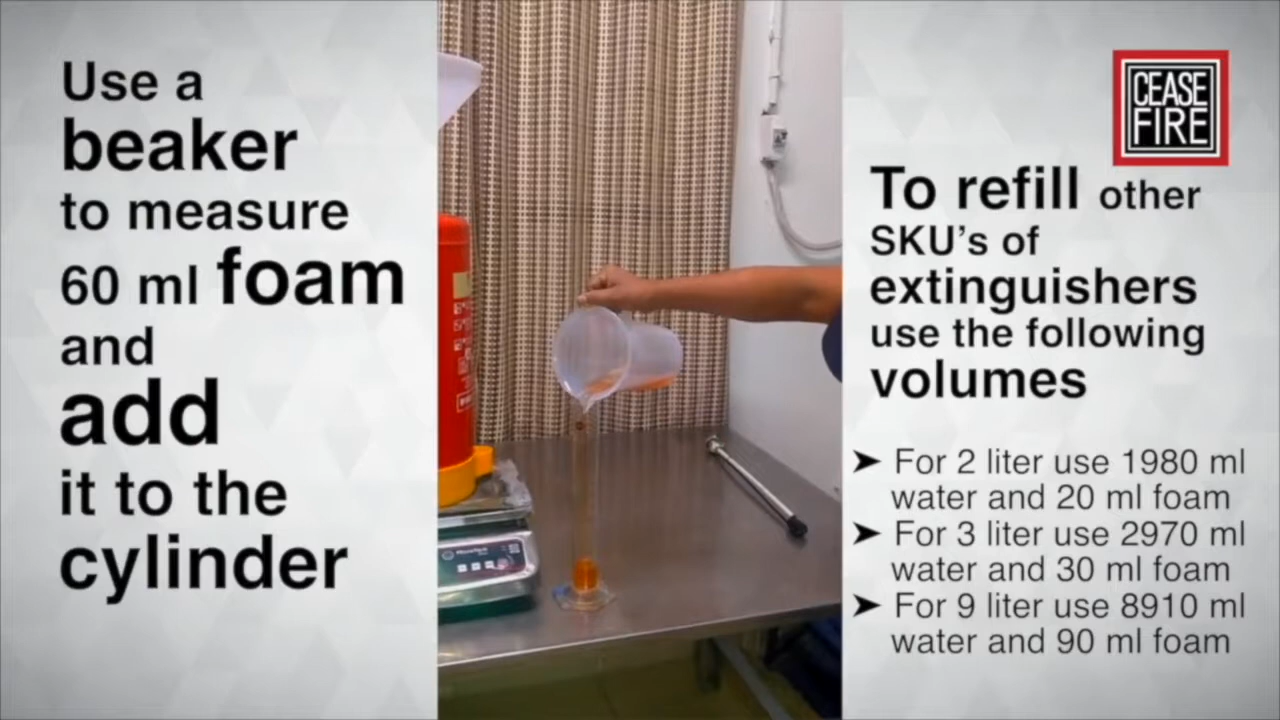 Use a
beaker
to measure
60 ml foam
and
add
it to the
cylinder
CEASE
FIRE
To refill other
SKU's of
extinguishers
use the following
volumes
➤ For 2 liter use 1980 ml
water and 20 ml foam
➤ For 3 liter use 2970 ml
water and 30 ml foam
➤ For 9 liter use 8910 ml
water and 90 ml foam